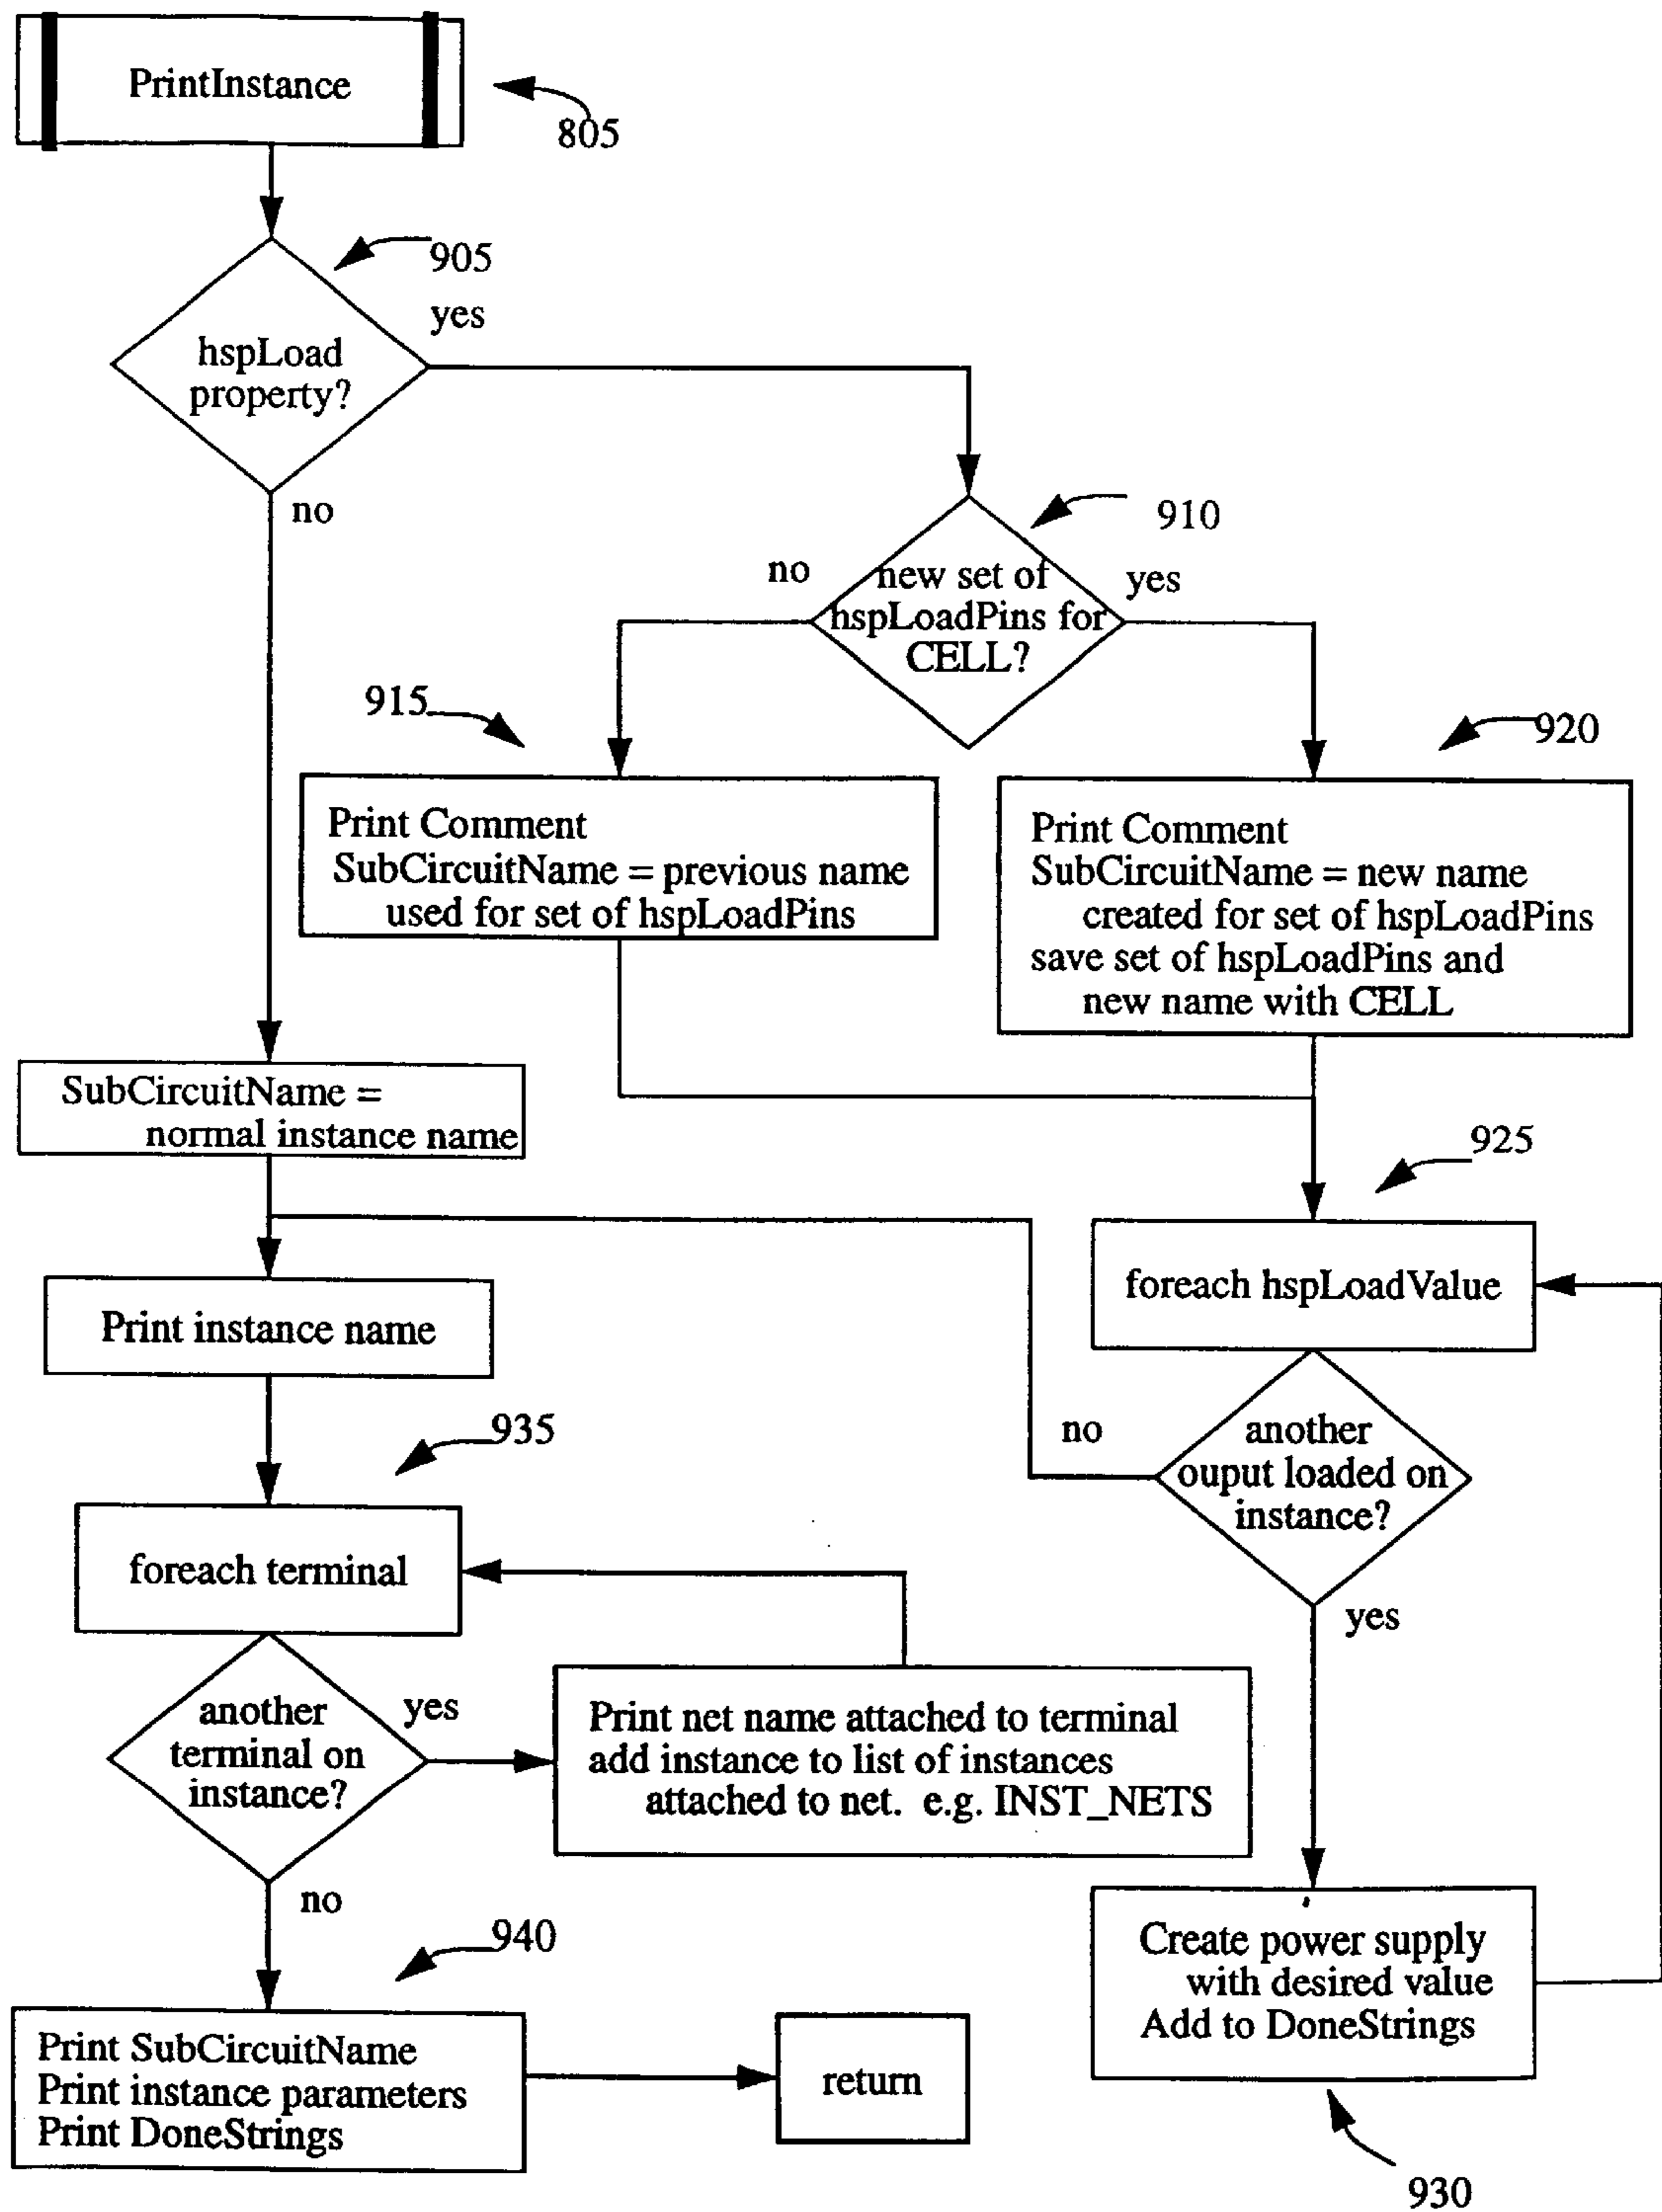 PrintInstance
805
905
yes
hspLoad
property?
no
910
no
new set of
hspLoadPins for
CELL?
yes
915
920
Print Comment
SubCircuitName = previous name
used for set of hspLoadPins
Print Comment
SubCircuitName = new name
created for set of hspLoadPins
save set of hspLoadPins and
new name with CELL
SubCircuitName =
normal instance name
925
foreach hspLoadValue
Print instance name
935
no
another
ouput loaded on
instance?
yes
foreach terminal
another
terminal on
instance?
yes
Print net name attached to terminal
add instance to list of instances
attached to net. e.g. INST_NETS
no
940
Create power supply
with desired value
Add to DoneStrings
Print SubCircuitName
Print instance parameters
Print DoneStrings
return
930